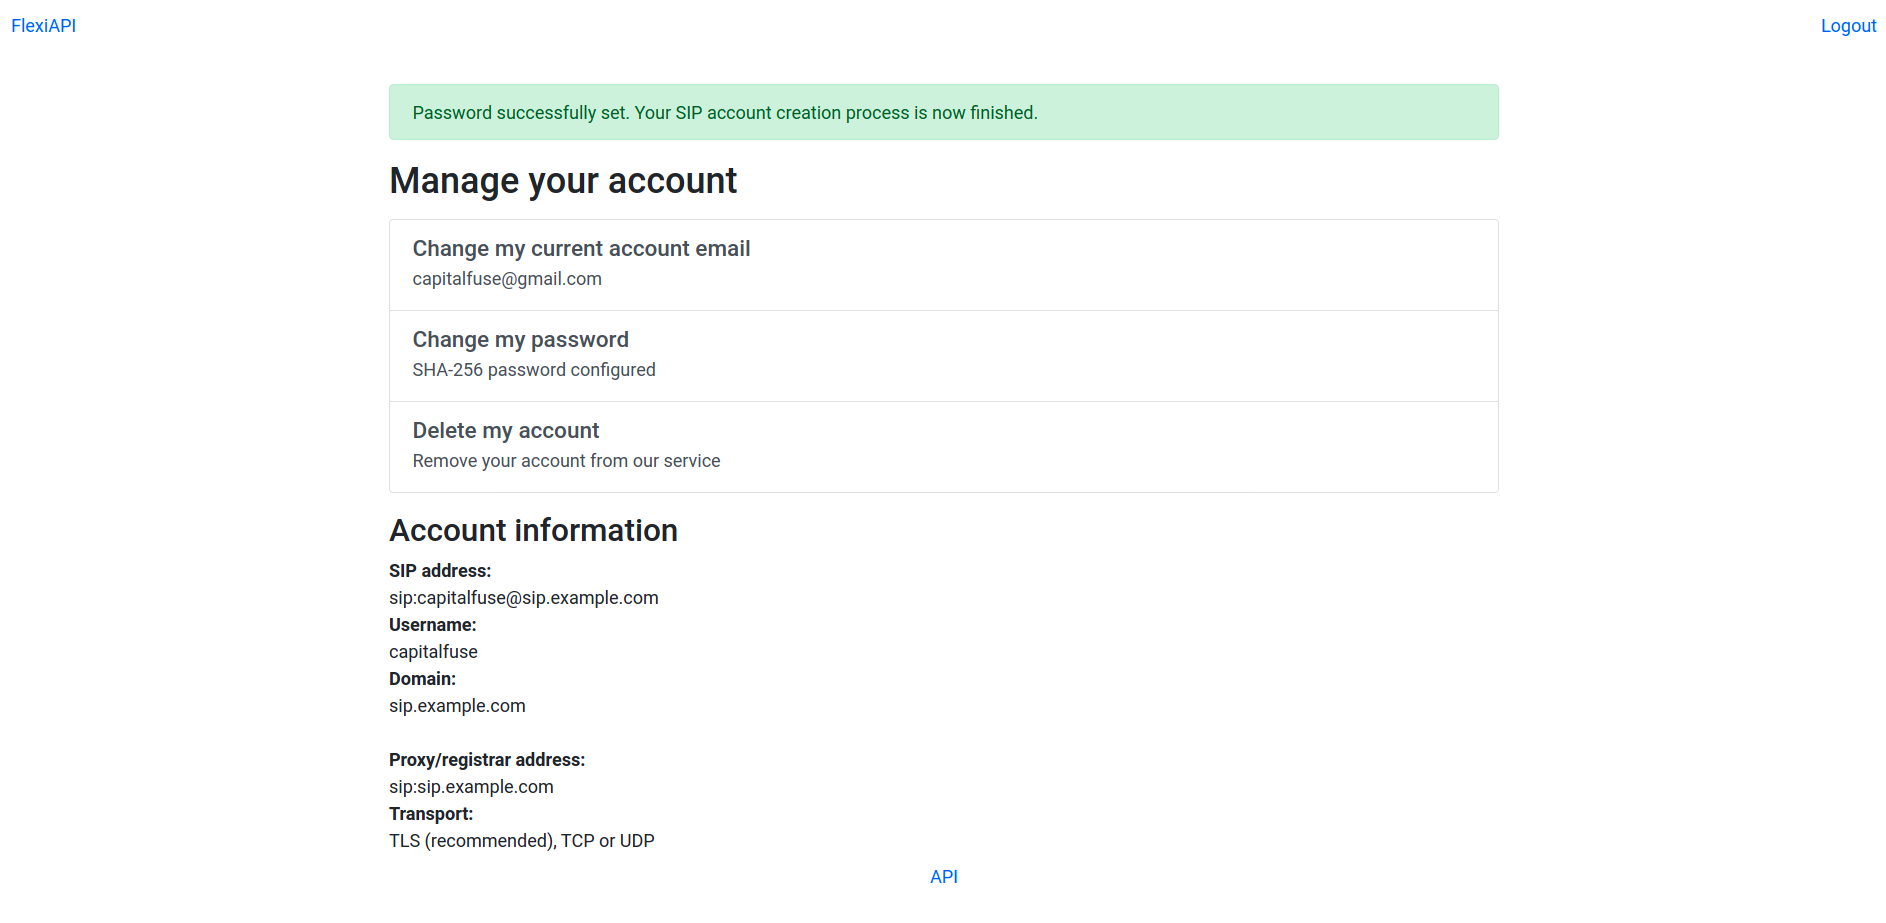 FlexiAPI
Logout
Password successfully set. Your SIP account creation process is now finished.
Manage your account
Change my current account email
capitalfuse@gmail.com
Change my password
SHA-256 password configured
Delete my account
Remove your account from our service
Account information
SIP address:
sip:capitalfuse@sip.example.com
Username:
capitalfuse
Domain:
sip.example.com
Proxy/registrar address:
sip:sip.example.com
Transport:
TLS (recommended), TCP or UDP
API